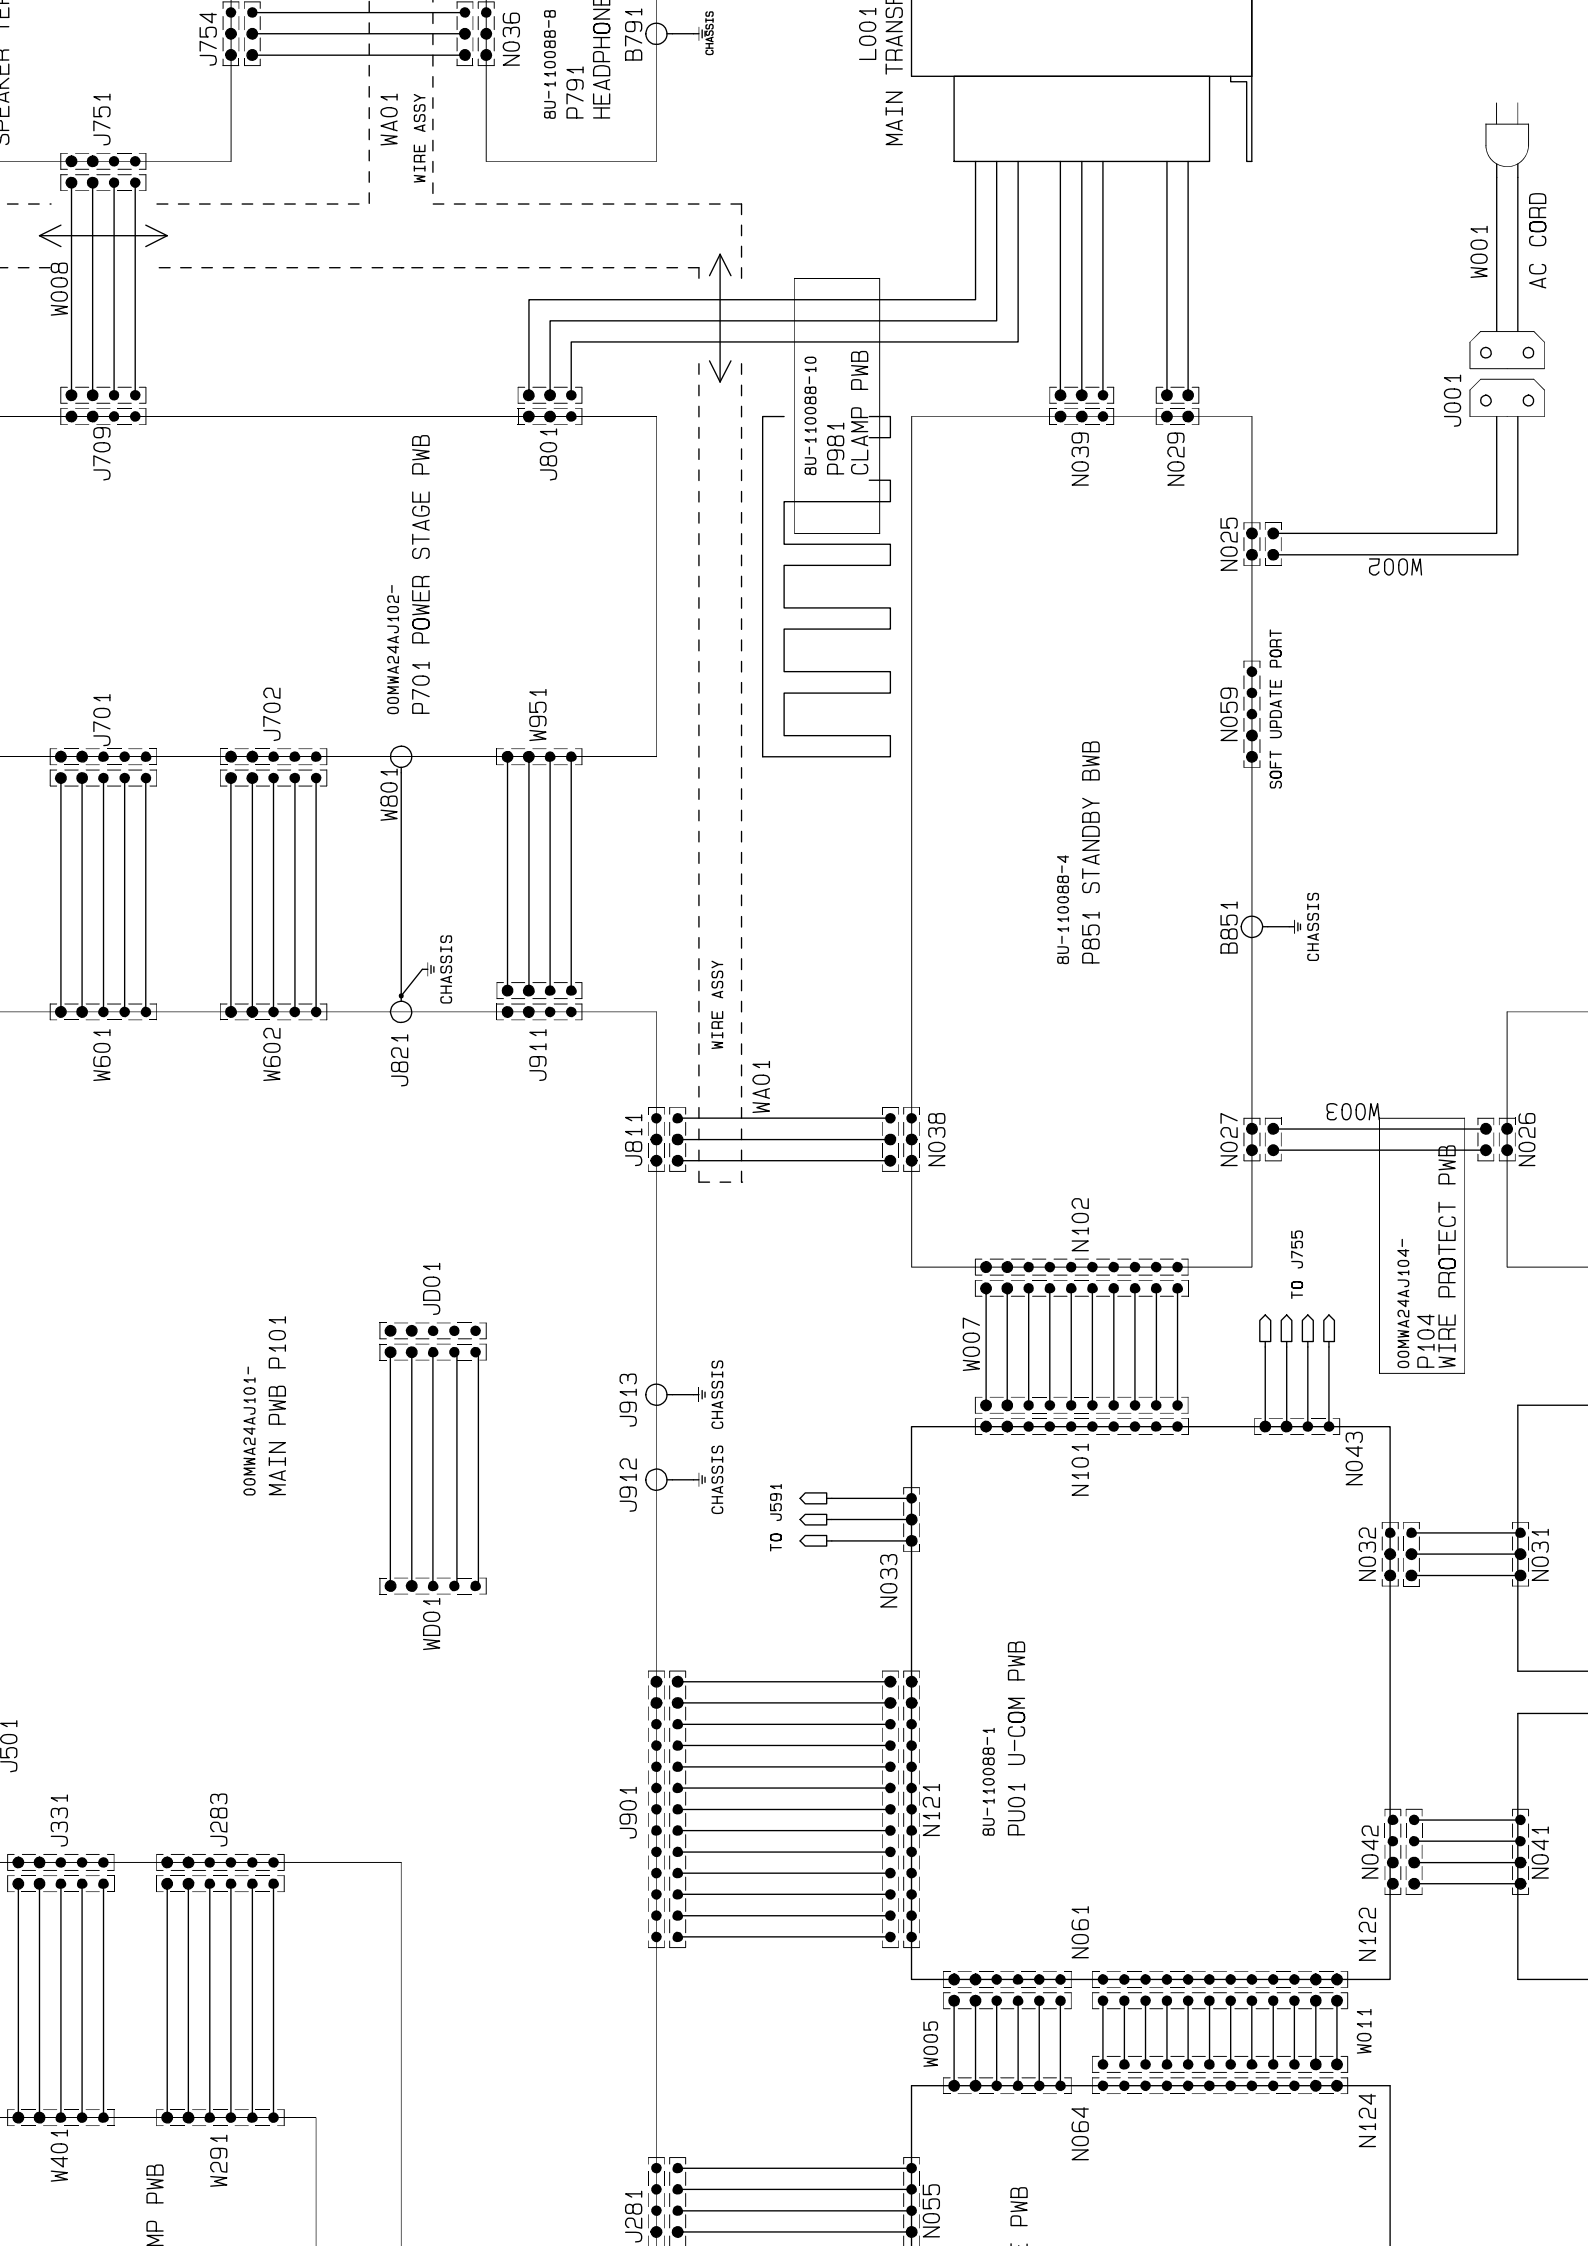 SPEAKER
J754
N036
8U-110088-8
P791
HEADPHONE
B791
CHASSIS
L001
MAIN
J751
WA01
WIRE ASSY
W008
W001
AC CORD
J709
J801
8U-110088-10
P981
CLAMP PWB
N039
N029
J001
00MWA24AJ102-
P701 POWER STAGE PWB
N025
W002
J701
J702
W801
W951
N059
SOFT UPDATE PORT
8U-110088-4
P851 STANDBY BWB
B851
CHASSIS
CHASSIS
W601
W602
J821
J911
WIRE ASSY
WA01
J811
N038
N027
W003
N026
00MWA24AJ104-
P104
WIRE PROTECT PWB
N102
W007
TO J755
N101
N043
00MWA24AJ101-
MAIN PWB P101
JD01
WD01
J913
CHASSIS
J912
CHASSIS
TO J591
N033
N032
N031
8U-110088-1
PU01 U-COM PWB
J501
J331
J283
J901
N121
N042
N041
N061
N122
W005
W011
N064
N124
W401
W291
MP PWB
J281
N055
PWB